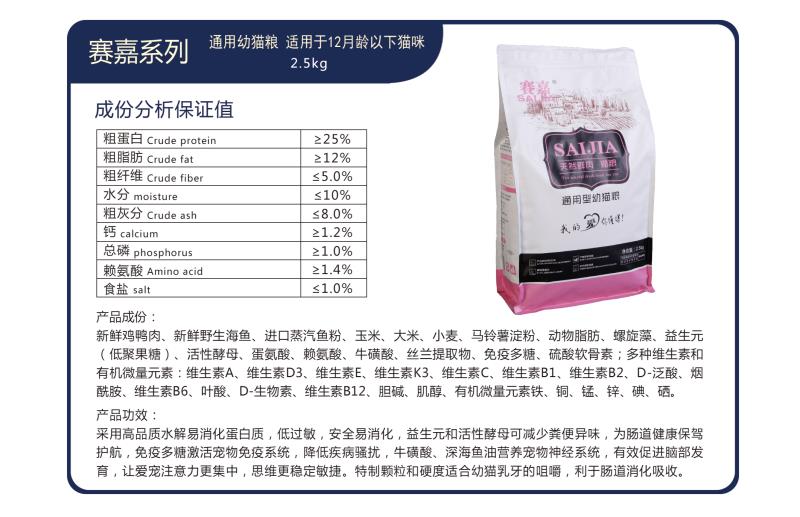 赛嘉系列
通用幼猫粮 适用于12月龄以下猫咪
2.5kg
成份分析保证值
粗蛋白 Crude protein ≥25%
粗脂肪 Crude fat ≥12%
粗纤维 Crude fiber ≤5.0%
水分 moisture ≤10%
粗灰分 Crude ash ≤8.0%
钙 calcium ≥1.2%
总磷 phosphorus ≥1.0%
赖氨酸 Amino acid ≥1.4%
食盐 salt ≤1.0%
赛嘉
SAIJIA
天然鲜肉 猫粮
通用型幼猫粮
我的爱你懂得!
产品成份：
新鲜鸡鸭肉、新鲜野生海鱼、进口蒸汽鱼粉、玉米、大米、小麦、马铃薯淀粉、动物脂肪、螺旋藻、益生元
（低聚果糖）、活性酵母、蛋氨酸、赖氨酸、牛磺酸、丝兰提取物、免疫多糖、硫酸软骨素；多种维生素和
有机微量元素：维生素A、维生素D3、维生素E、维生素K3、维生素C、维生素B1、维生素B2、D-泛酸、烟
酰胺、维生素B6、叶酸、D-生物素、维生素B12、胆碱、肌醇、有机微量元素铁、铜、锰、锌、碘、硒。
产品功效：
采用高品质水解易消化蛋白质，低过敏，安全易消化，益生元和活性酵母可减少粪便异味，为肠道健康保驾
护航，免疫多糖激活宠物免疫系统，降低疾病骚扰，牛磺酸、深海鱼油营养宠物神经系统，有效促进脑部发
育，让爱宠注意力更集中，思维更稳定敏捷。特制颗粒和硬度适合幼猫乳牙的咀嚼，利于肠道消化吸收。